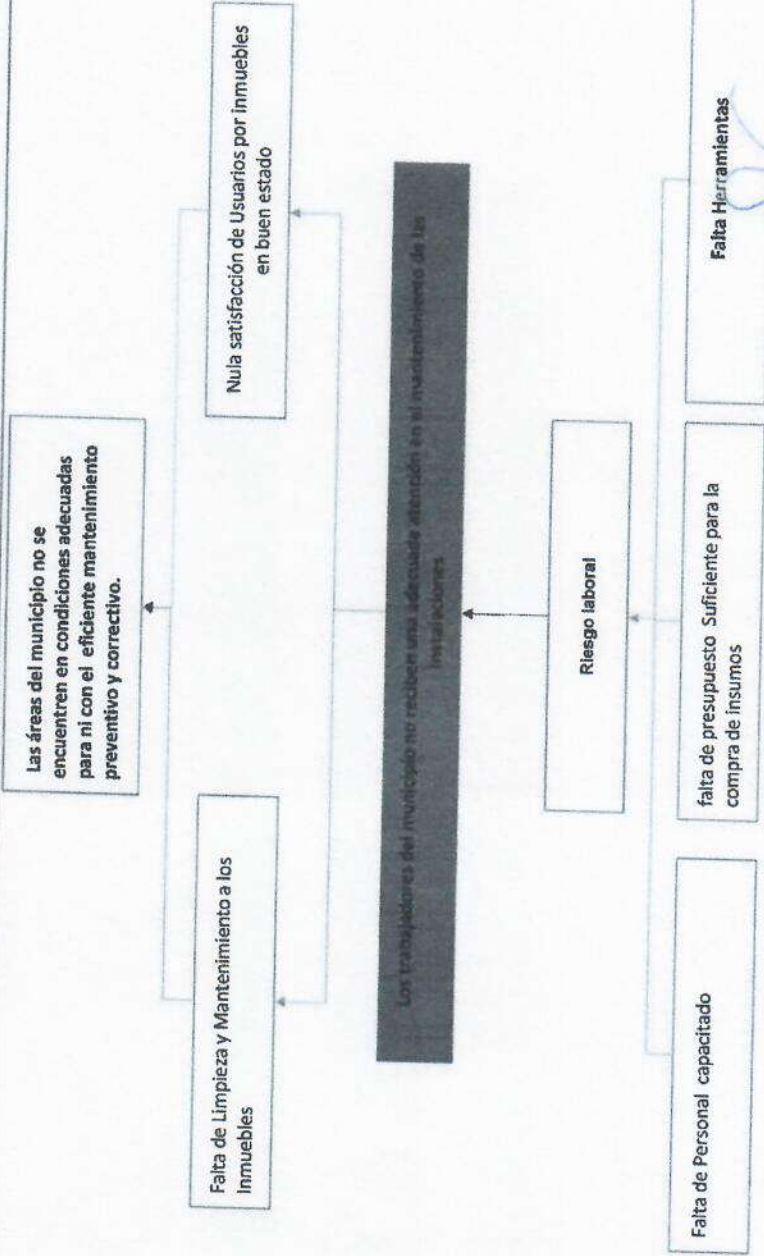 Las áreas del municipio no se
encuentren en condiciones adecuadas
para ni con el eficiente mantenimiento
preventivo y correctivo.
Falta de Limpieza y Mantenimiento a los
Inmuebles
Nula satisfacción de Usuarios por inmuebles
en buen estado
Los trabajadores del municipio no reciben una adecuada atención en el mantenimiento de las
instalaciones
Riesgo laboral
Falta de Personal capacitado
falta de presupuesto Suficiente para la
compra de insumos
Falta Herramientas